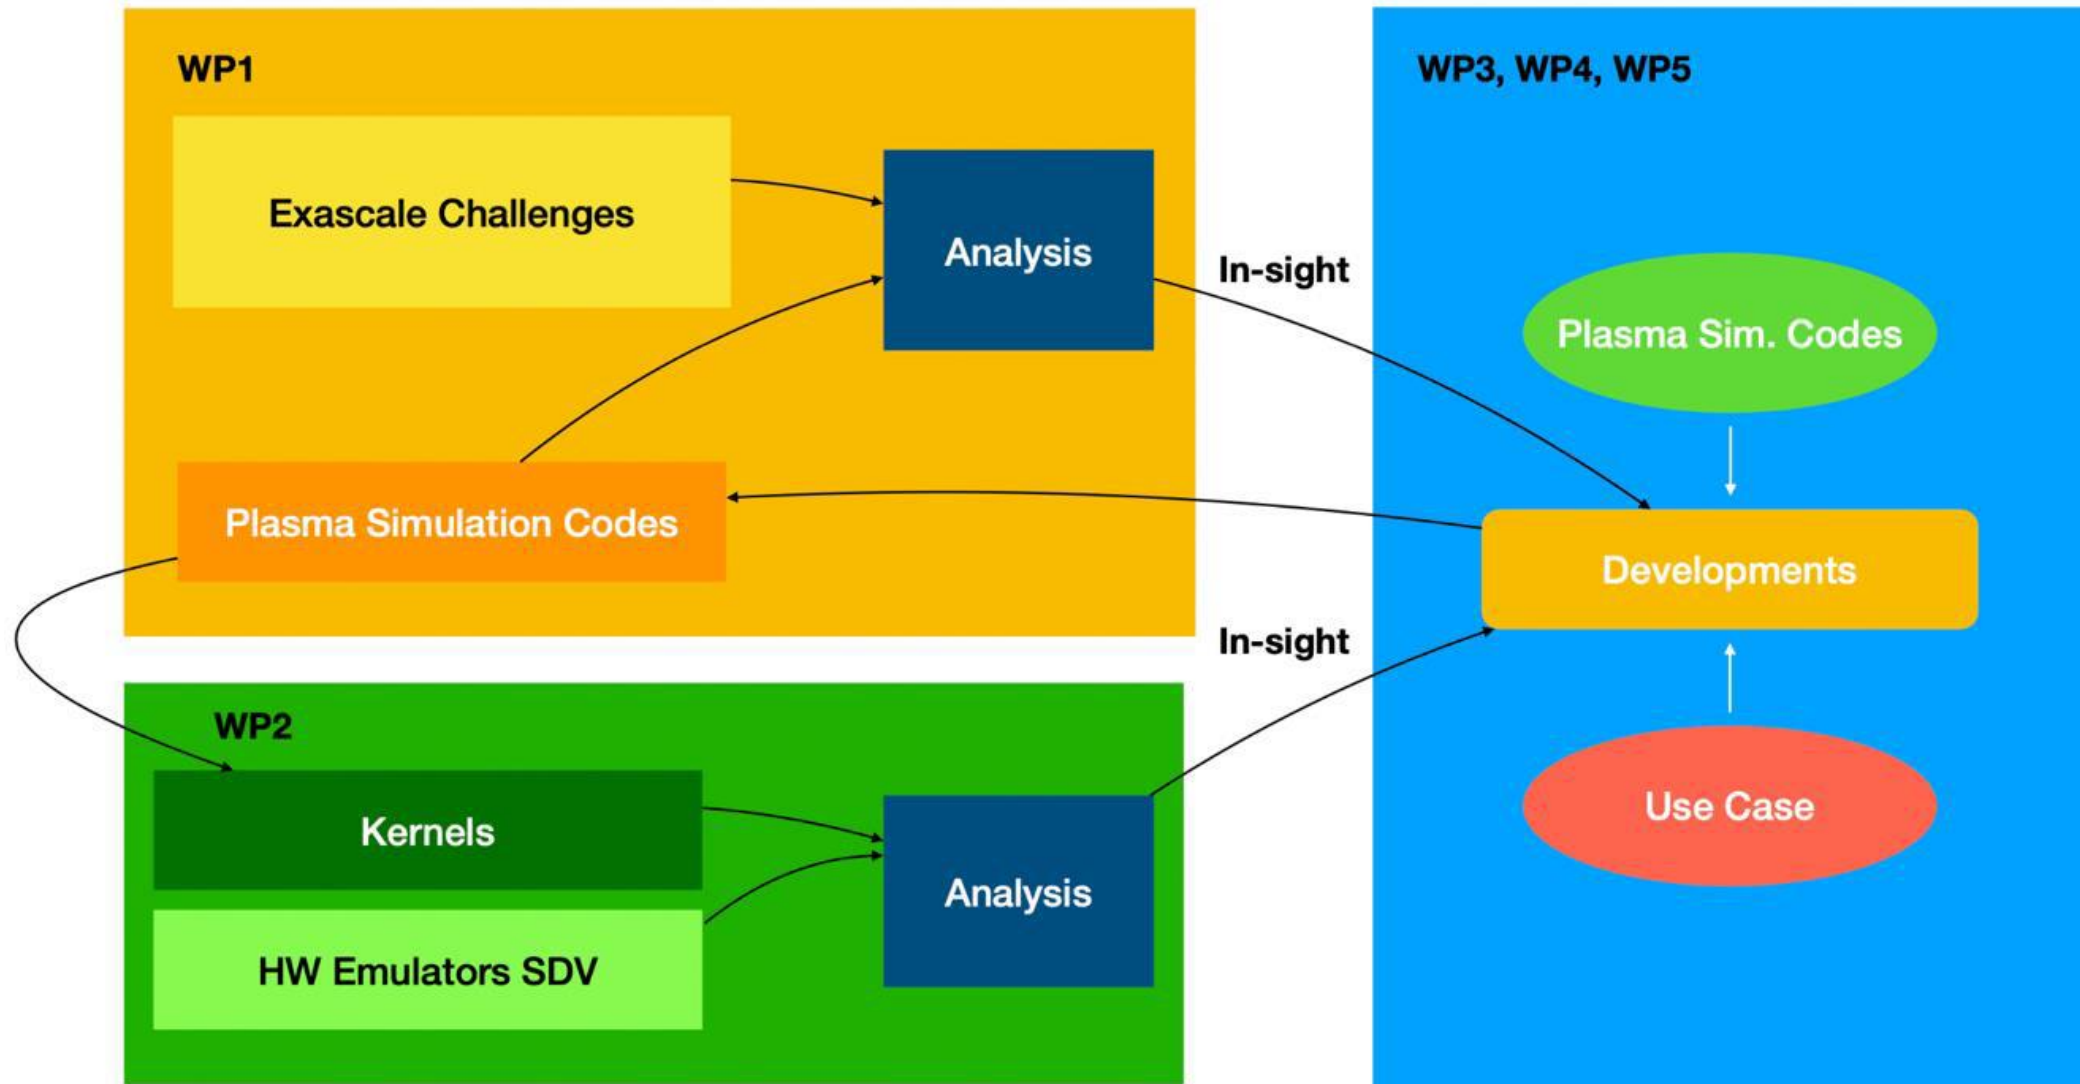 WP1
Exascale Challenges
Analysis
Plasma Simulation Codes
In-sight
WP3, WP4, WP5
Plasma Sim. Codes
Developments
Use Case
In-sight
WP2
Kernels
HW Emulators SDV
Analysis